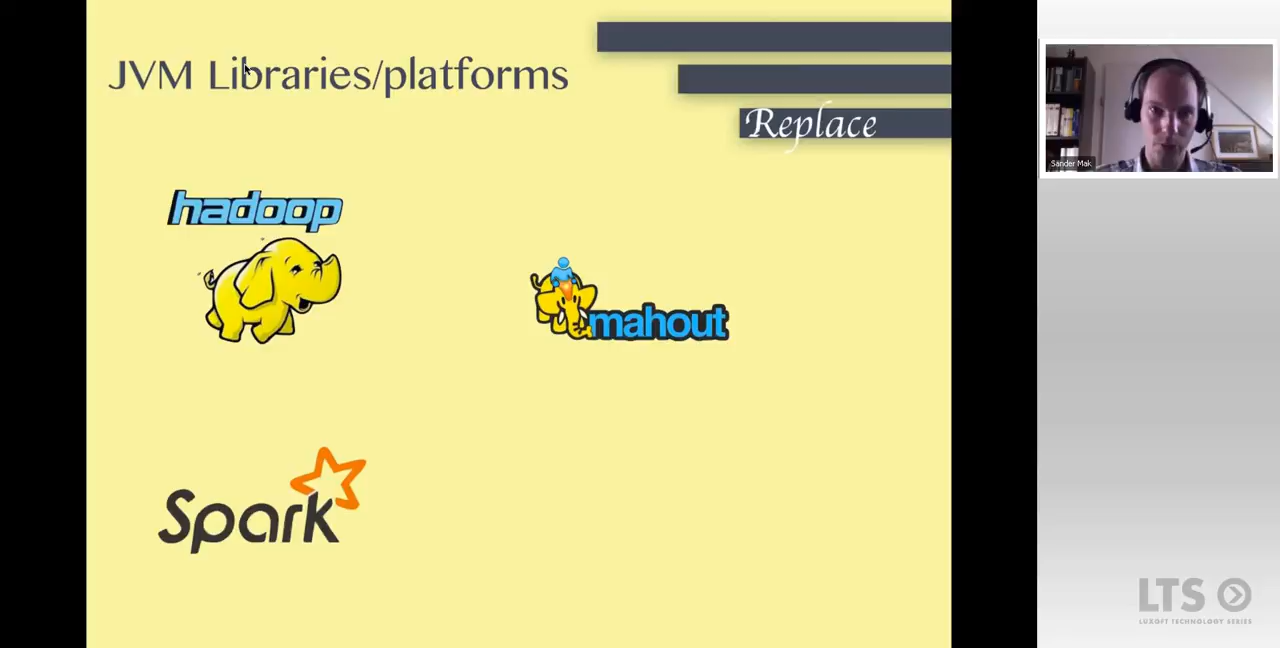 JVM Libraries/platforms
Replace
hadoop
mahout
Spark
Sander Mak
LTS
LUXOFT TECHNOLOGY SERIES